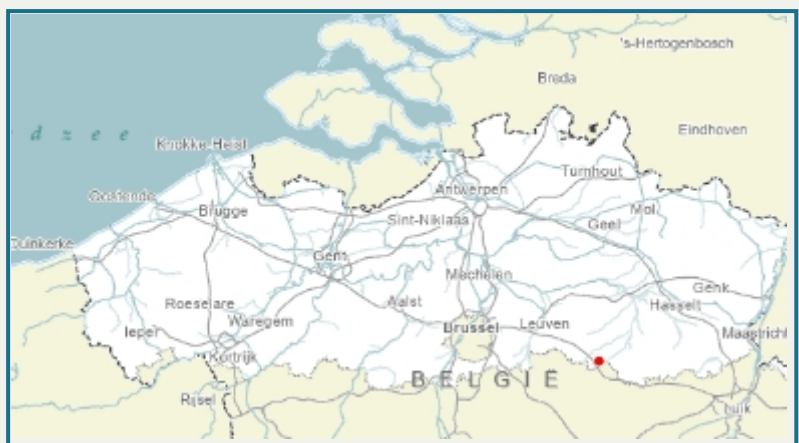 's-Hertogenbosch
Breda
d z e e
Eindhoven
Knokke-Heist
Turnhout
Antwerpen
Oostende
Brugge
Mol
Sint-Niklaas
Geel
Duinkerke
Gent
Mechelen
Genk
Roeselare
Aalst
Hasselt
Waregem
Ieper
Brussel
Leuven
Maastricht
Kortrijk
BELGIË
Rijsel
Luik